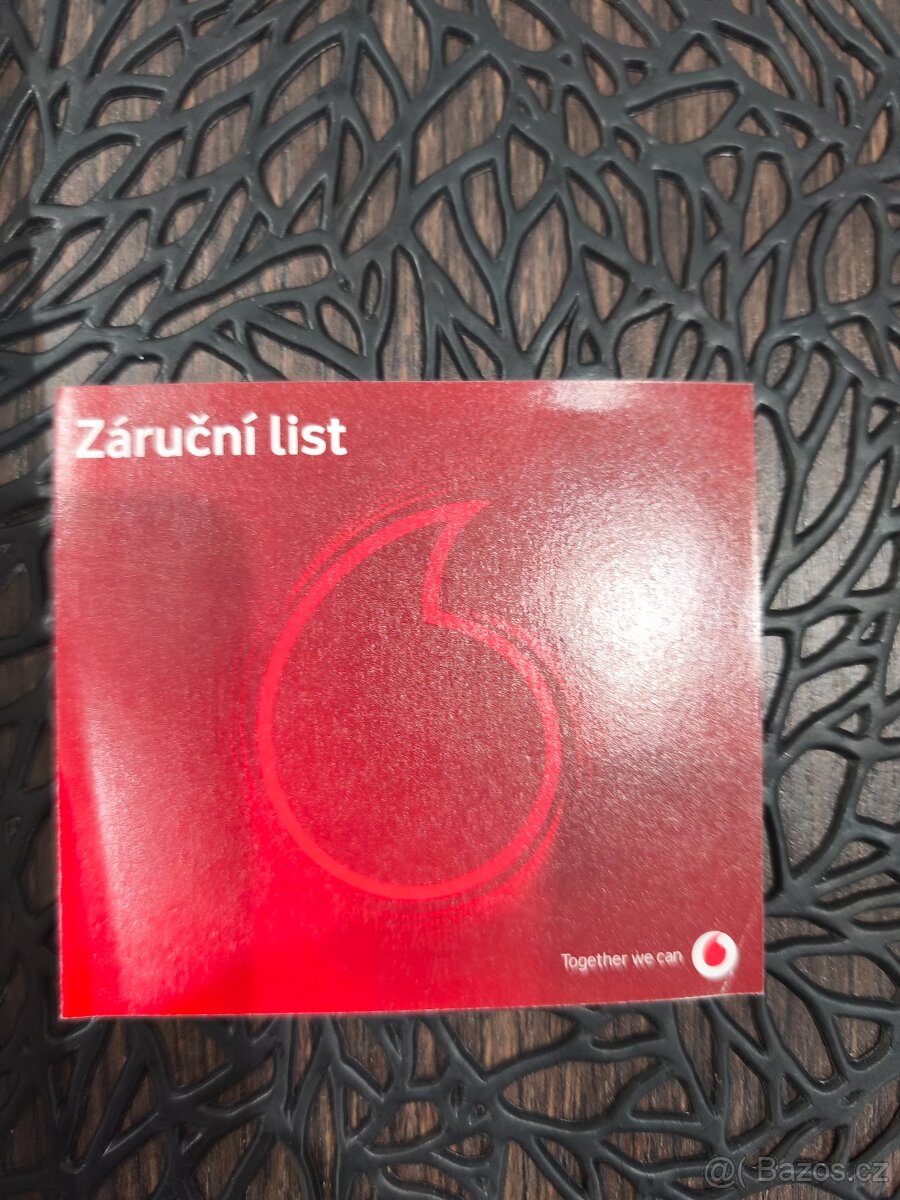 Záruční list
Together we can
@( Bazos.cz